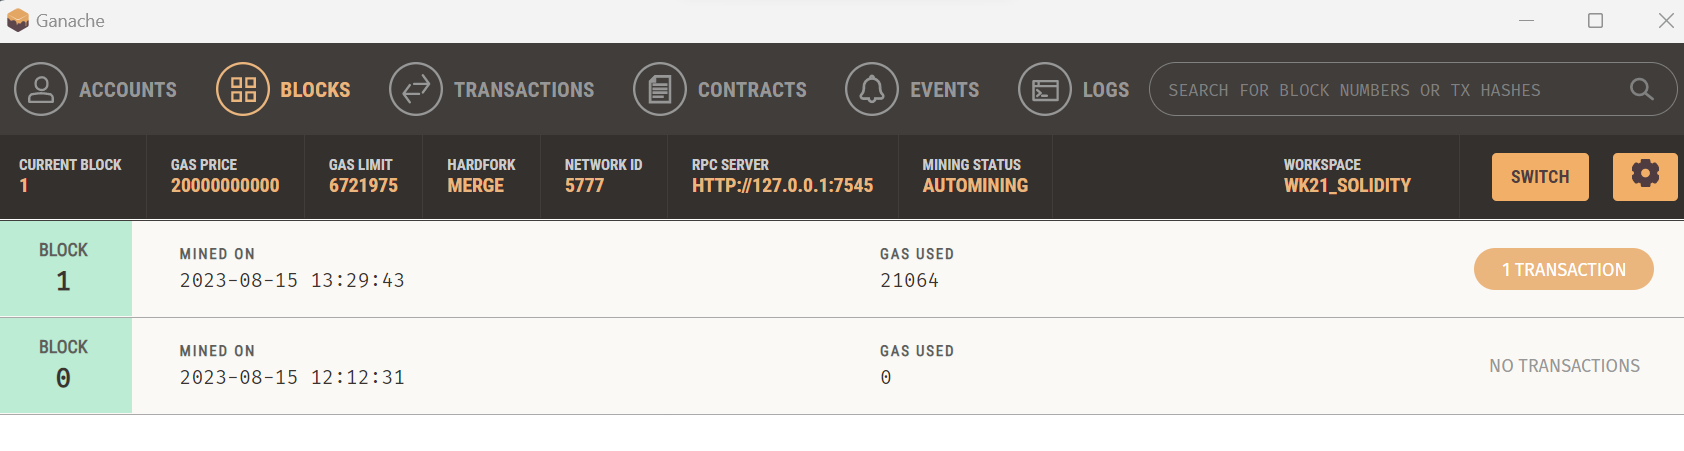 Ganache
ACCOUNTS BLOCKS TRANSACTIONS CONTRACTS EVENTS LOGS SEARCH FOR BLOCK NUMBERS OR TX HASHES
CURRENT BLOCK GAS PRICE GAS LIMIT HARDFORK NETWORK ID RPC SERVER MINING STATUS WORKSPACE
1 20000000000 6721975 MERGE 5777 HTTP://127.0.0.1:7545 AUTOMINING WK21_SOLIDITY SWITCH
BLOCK MINED ON GAS USED
1 2023-08-15 13:29:43 21064 1 TRANSACTION
BLOCK MINED ON GAS USED
0 2023-08-15 12:12:31 0 NO TRANSACTIONS